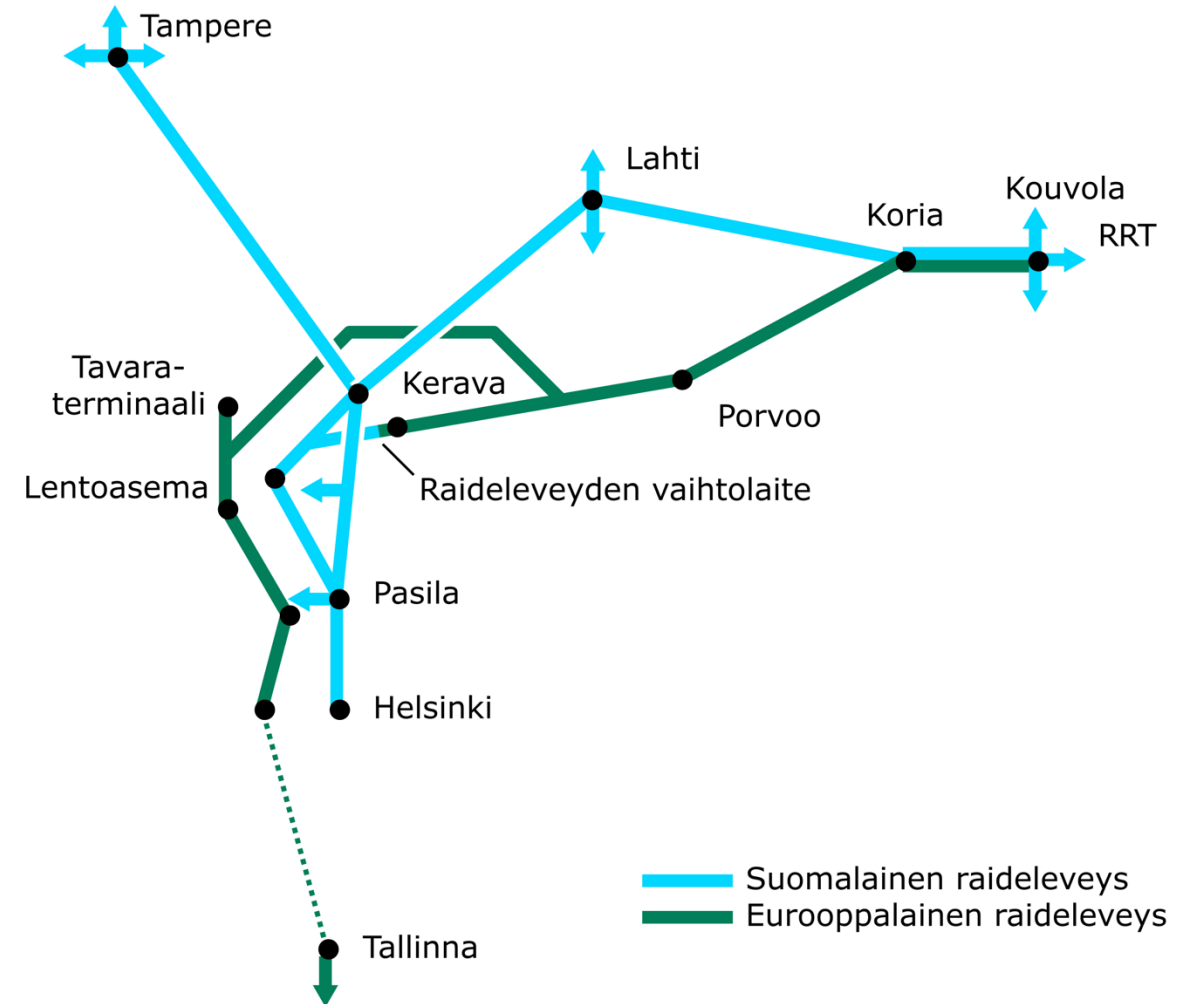 Tampere
Lahti
Kouvola
Koria
RRT
Tavara-
terminaali
Kerava
Porvoo
Lentoasema
Raideleveyden vaihtolaite
Pasila
Helsinki
Suomalainen raideleveys
Eurooppalainen raideleveys
Tallinna